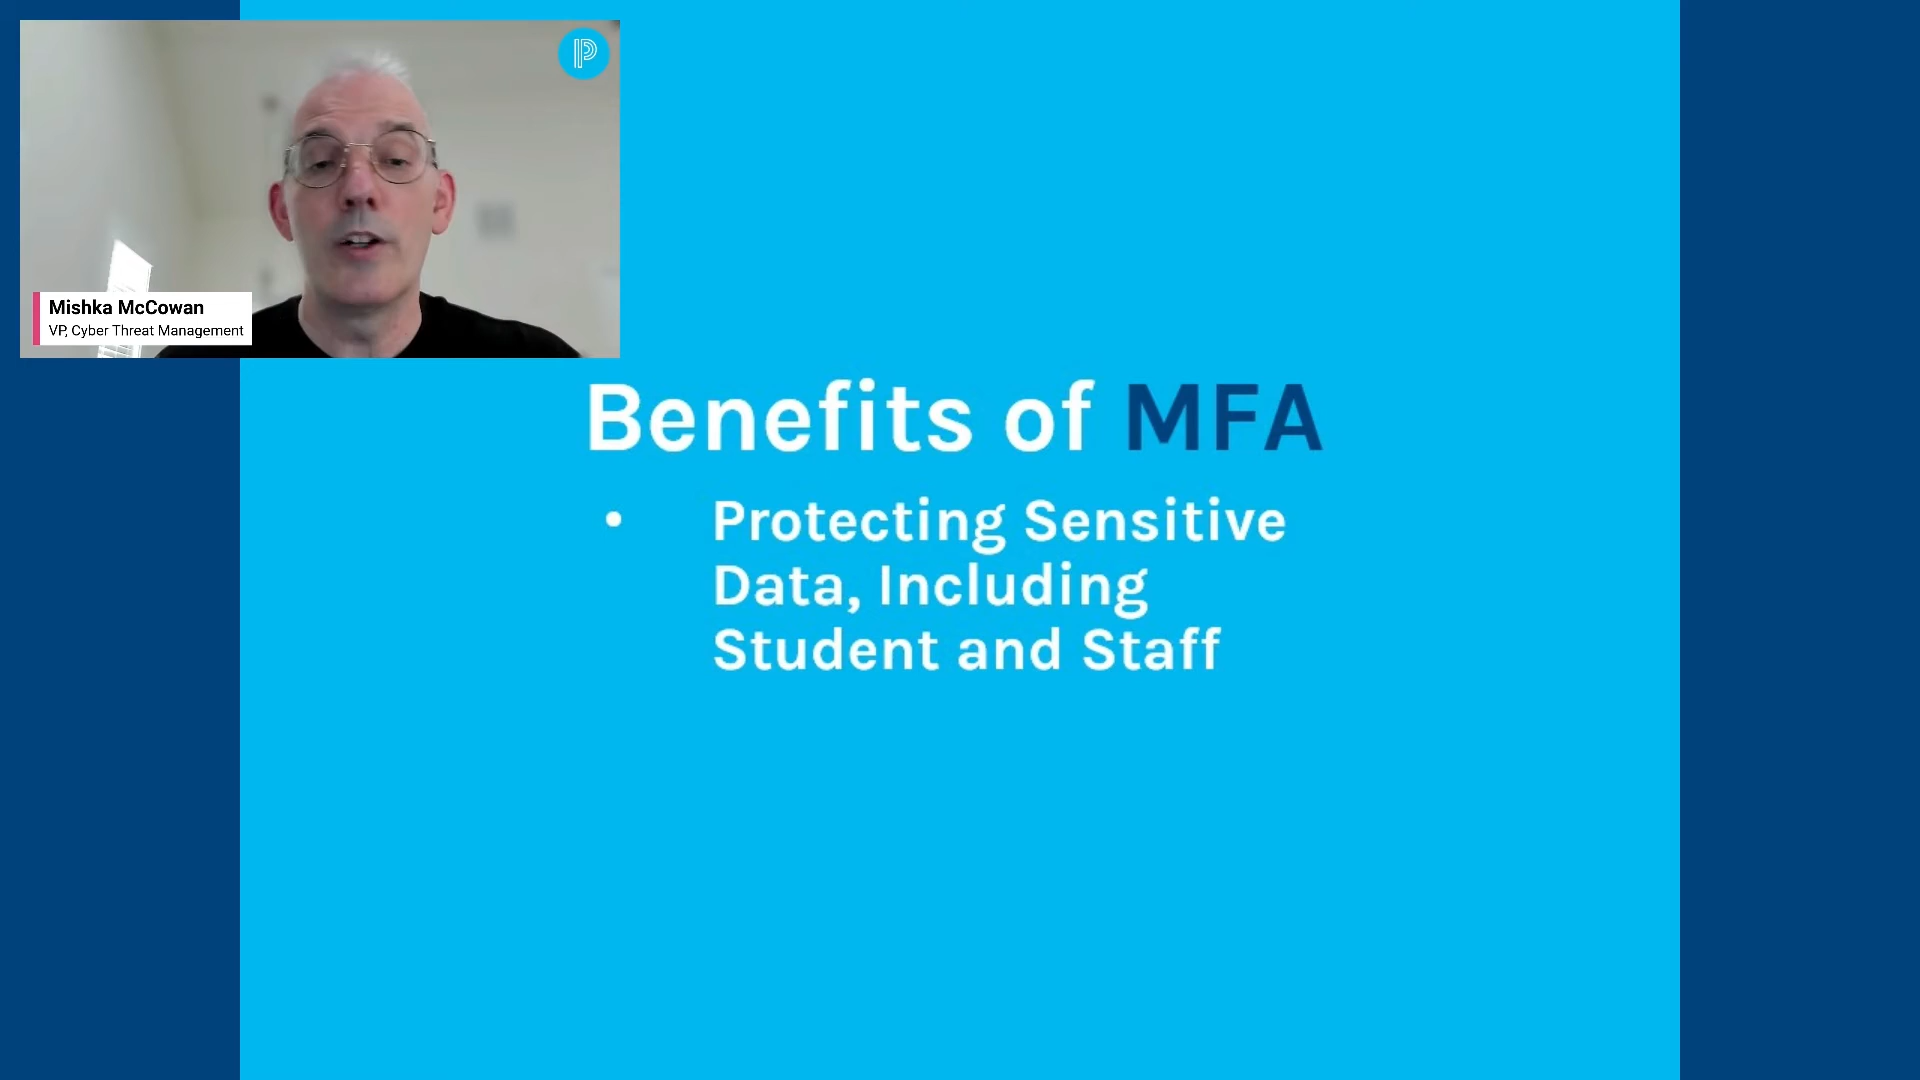 Mishka McCowan
VP, Cyber Threat Management
Benefits of MFA
• Protecting Sensitive
Data, Including
Student and Staff